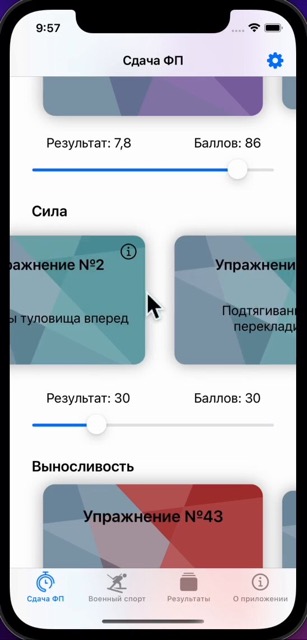 9:57
Сдача ФП
Результат: 7,8 Баллов: 86
Сила
ражнение №2 Упражнени
ы туловища вперед Подтягиван
переклади
Результат: 30 Баллов: 30
Выносливость
Упражнение №43
Сдача ФП Военный спорт Результаты О приложении